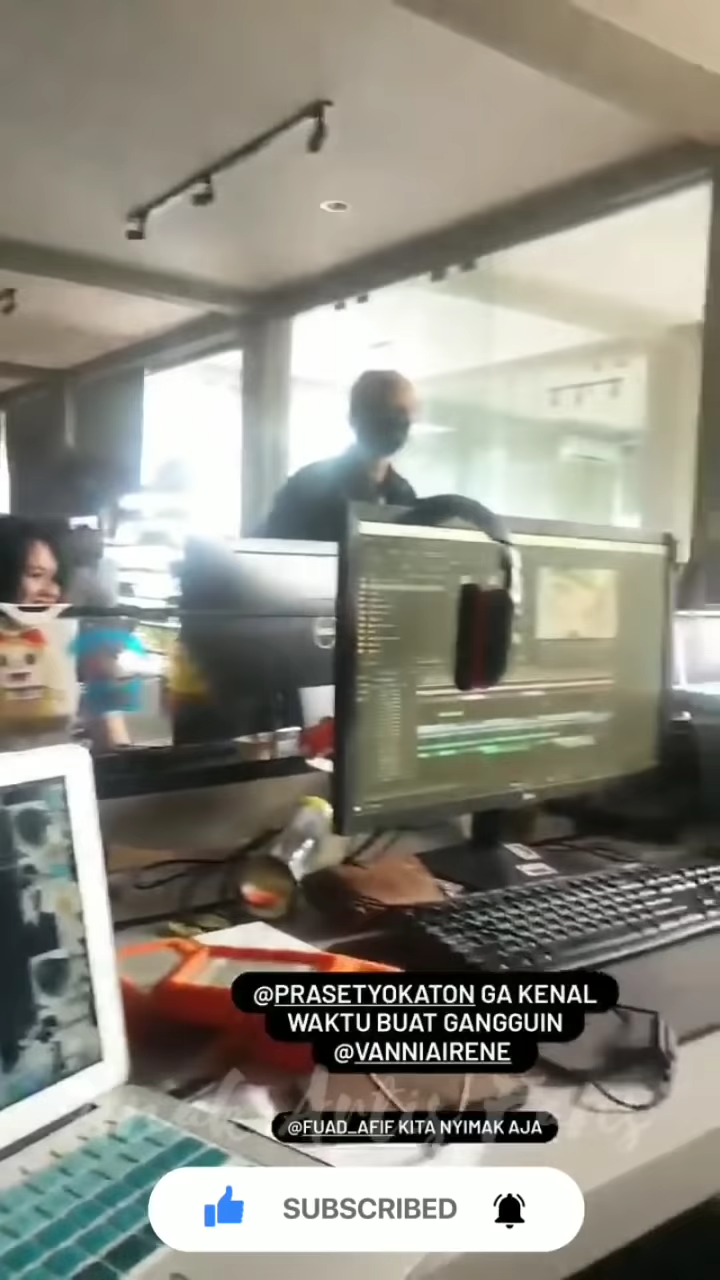 @PRASETYOKATON GA KENAL
WAKTU BUAT GANGGUIN
@VANNIAIRENE
@FUAD_AFIF KITA NYIMAK AJA
SUBSCRIBED